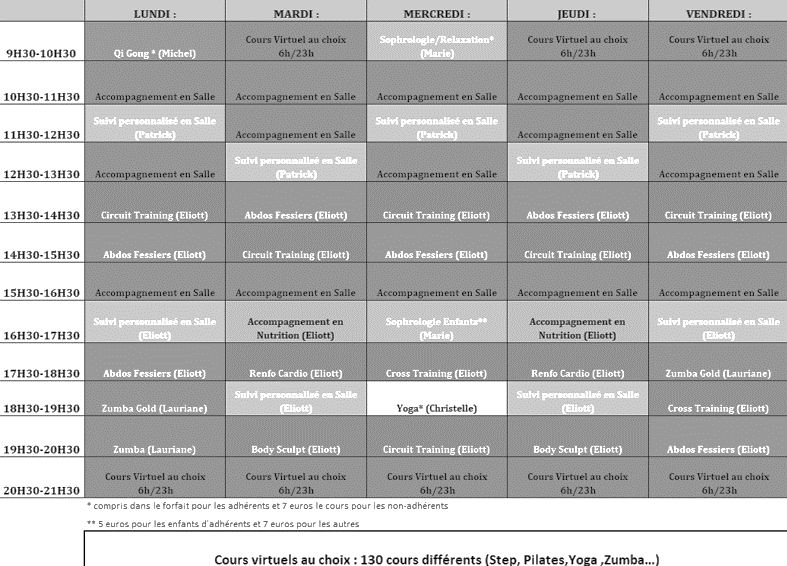 LUNDI : MARDI : MERCREDI : JEUDI : VENDREDI :
9H30-10H30 Qi Gong * (Michel) Cours Virtuel au choix 6h/23h Sophrologie/Relaxation* (Marie) Cours Virtuel au choix 6h/23h Cours Virtuel au choix 6h/23h
10H30-11H30 Accompagnement en Salle Accompagnement en Salle Accompagnement en Salle Accompagnement en Salle Accompagnement en Salle
11H30-12H30 Suivi personnalisé en Salle (Patrick) Accompagnement en Salle Suivi personnalisé en Salle (Patrick) Accompagnement en Salle Suivi personnalisé en Salle (Patrick)
12H30-13H30 Accompagnement en Salle Suivi personnalisé en Salle (Patrick) Accompagnement en Salle Suivi personnalisé en Salle (Patrick) Accompagnement en Salle
13H30-14H30 Circuit Training (Eliott) Abdos Fessiers (Eliott) Circuit Training (Eliott) Abdos Fessiers (Eliott) Circuit Training (Eliott)
14H30-15H30 Abdos Fessiers (Eliott) Circuit Training (Eliott) Abdos Fessiers (Eliott) Circuit Training (Eliott) Abdos Fessiers (Eliott)
15H30-16H30 Accompagnement en Salle Accompagnement en Salle Accompagnement en Salle Accompagnement en Salle Accompagnement en Salle
16H30-17H30 Suivi personnalisé en Salle (Eliott) Accompagnement en Nutrition (Eliott) Sophrologie Enfants** (Marie) Accompagnement en Nutrition (Eliott) Suivi personnalisé en Salle (Eliott)
17H30-18H30 Abdos Fessiers (Eliott) Renfo Cardio (Eliott) Cross Training (Eliott) Renfo Cardio (Eliott) Zumba Gold (Lauriane)
18H30-19H30 Zumba Gold (Lauriane) Suivi personnalisé en Salle (Eliott) Yoga* (Christelle) Suivi personnalisé en Salle (Eliott) Cross Training (Eliott)
19H30-20H30 Zumba (Lauriane) Body Sculpt (Eliott) Circuit Training (Eliott) Body Sculpt (Eliott) Abdos Fessiers (Eliott)
20H30-21H30 Cours Virtuel au choix 6h/23h Cours Virtuel au choix 6h/23h Cours Virtuel au choix 6h/23h Cours Virtuel au choix 6h/23h Cours Virtuel au choix 6h/23h
* compris dans le forfait pour les adhérents et 7 euros le cours pour les non-adhérents
** 5 euros pour les enfants d'adhérents et 7 euros pour les autres
Cours virtuels au choix : 130 cours différents (Step, Pilates,Yoga ,Zumba...)